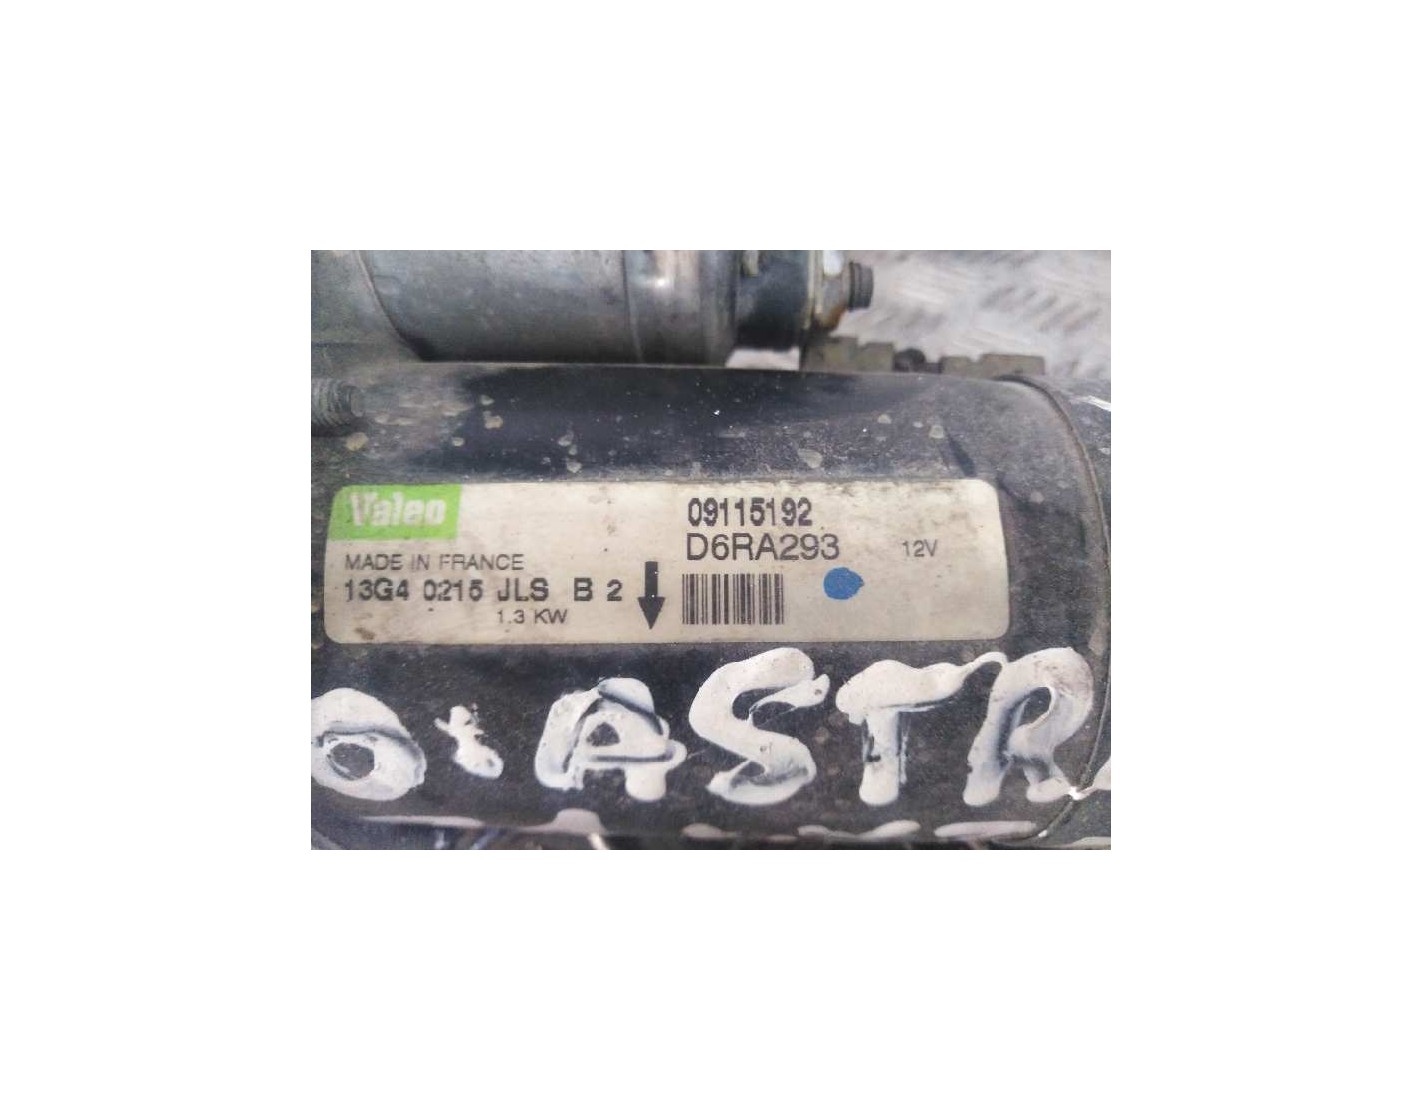 Valeo
09115192
D6RA293
12V
MADE IN FRANCE
13G4 0215 JLS B 2
1.3 KW
O·ASTR